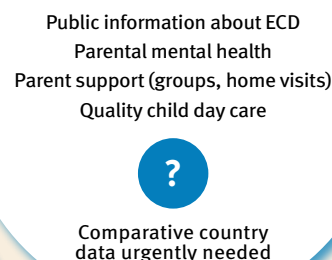 Public information about ECD
Parental mental health
Parent support (groups, home visits)
Quality child day care
?
Comparative country
data urgently needed